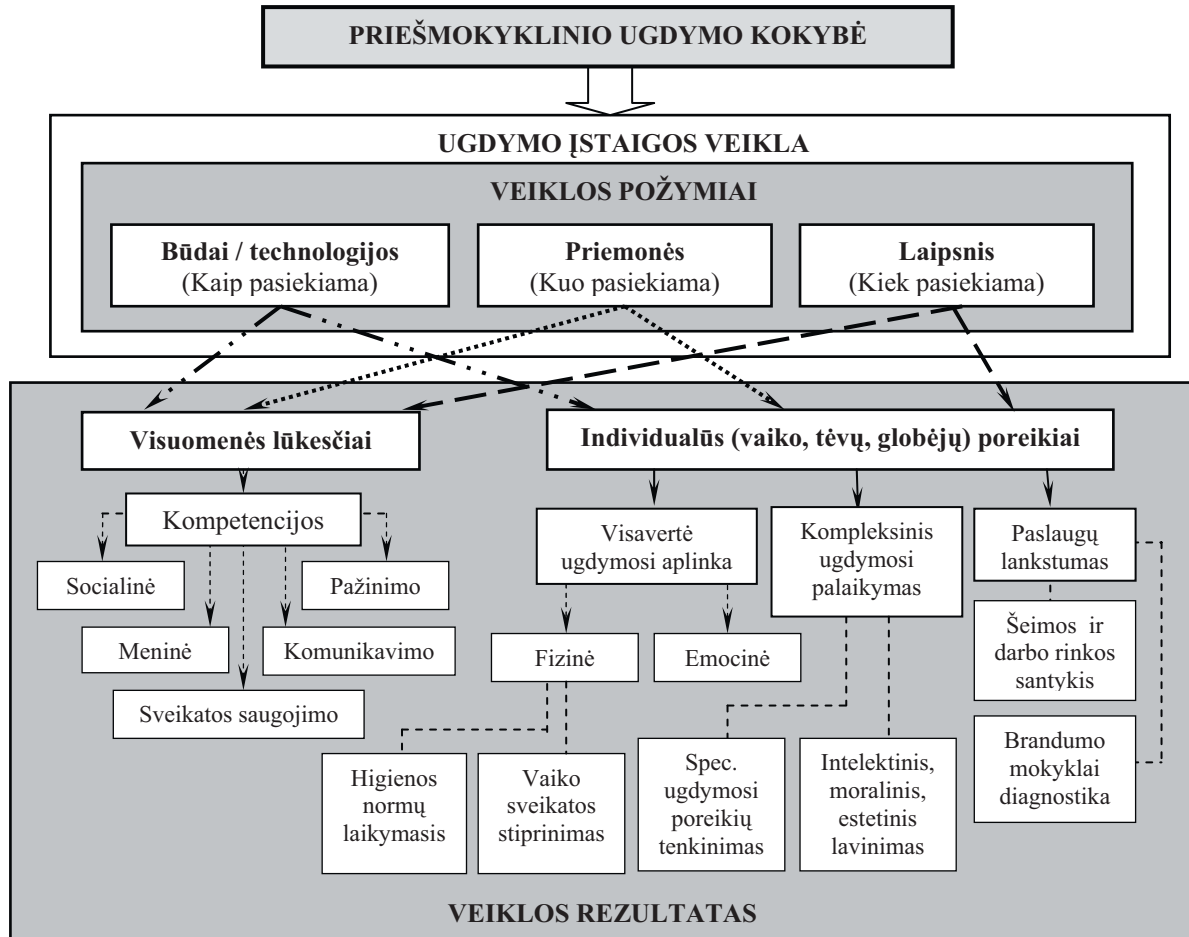 PRIEŠMOKYKLINIO UGDYMO KOKYBĖ
UGDYMO ĮSTAIGOS VEIKLA
VEIKLOS POŽYMIAI
Būdai / technologijos
(Kaip pasiekiama)
Priemonės
(Kuo pasiekiama)
Laipsnis
(Kiek pasiekiama)
Visuomenės lūkesčiai
Individualūs (vaiko, tėvų, globėjų) poreikiai
Kompetencijos
Socialinė
Pažinimo
Meninė
Komunikavimo
Sveikatos saugojimo
Visavertė
ugdymosi aplinka
Kompleksinis
ugdymosi
palaikymas
Paslaugų
lankstumas
Fizinė
Emocinė
Šeimos ir
darbo rinkos
santykis
Higienos
normų
laikymasis
Vaiko
sveikatos
stiprinimas
Spec.
ugdymosi
poreikių
tenkinimas
Intelektinis,
moralinis,
estetinis
lavinimas
Brandumo
mokyklai
diagnostika
VEIKLOS REZULTATAS